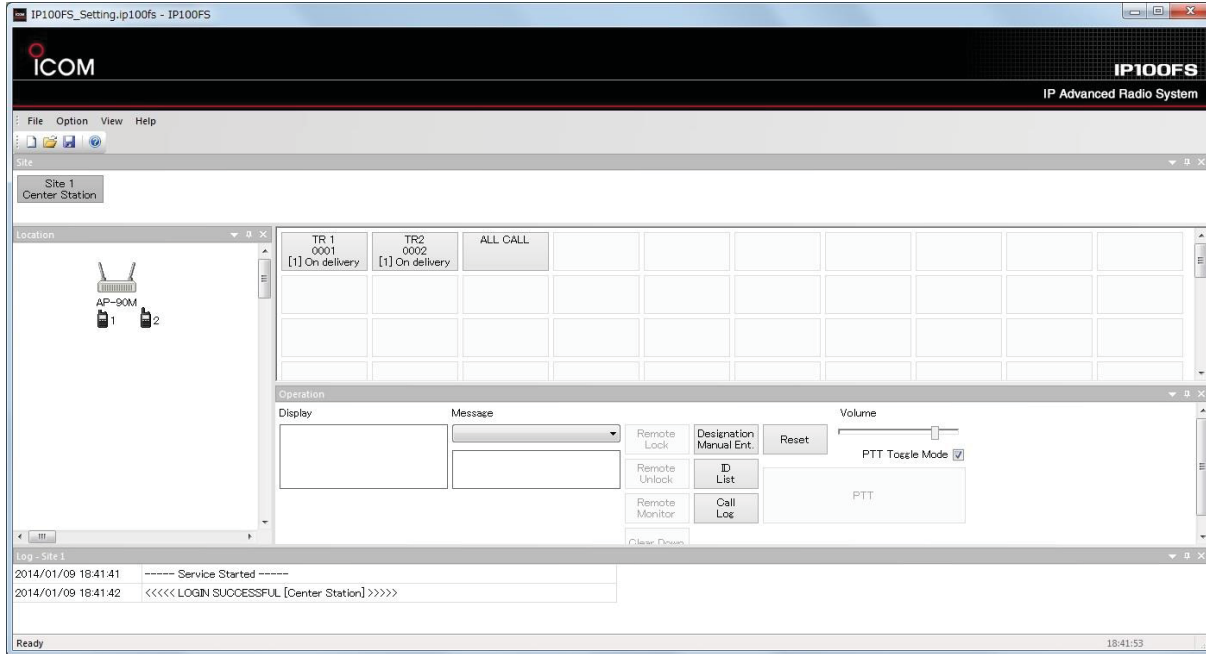 IP100FS_Setting.ip100fs - IP100FS
ICOM
IP100FS
IP Advanced Radio System
File Option View Help
Site
Site 1
Center Station
Location
AP-90M
1 2
TR 1
0001
[1] On delivery
TR2
0002
[1] On delivery
ALL CALL
Operation
Display
Message
Remote
Lock
Designation
Manual Ent.
Reset
Remote
Unlock
ID
List
Remote
Monitor
Call
Log
Clear Down
Volume
PTT Toggle Mode
PTT
Log - Site 1
2014/01/09 18:41:41 ----- Service Started -----
2014/01/09 18:41:42 <<<<< LOGIN SUCCESSFUL [Center Station] >>>>>
Ready 18:41:53